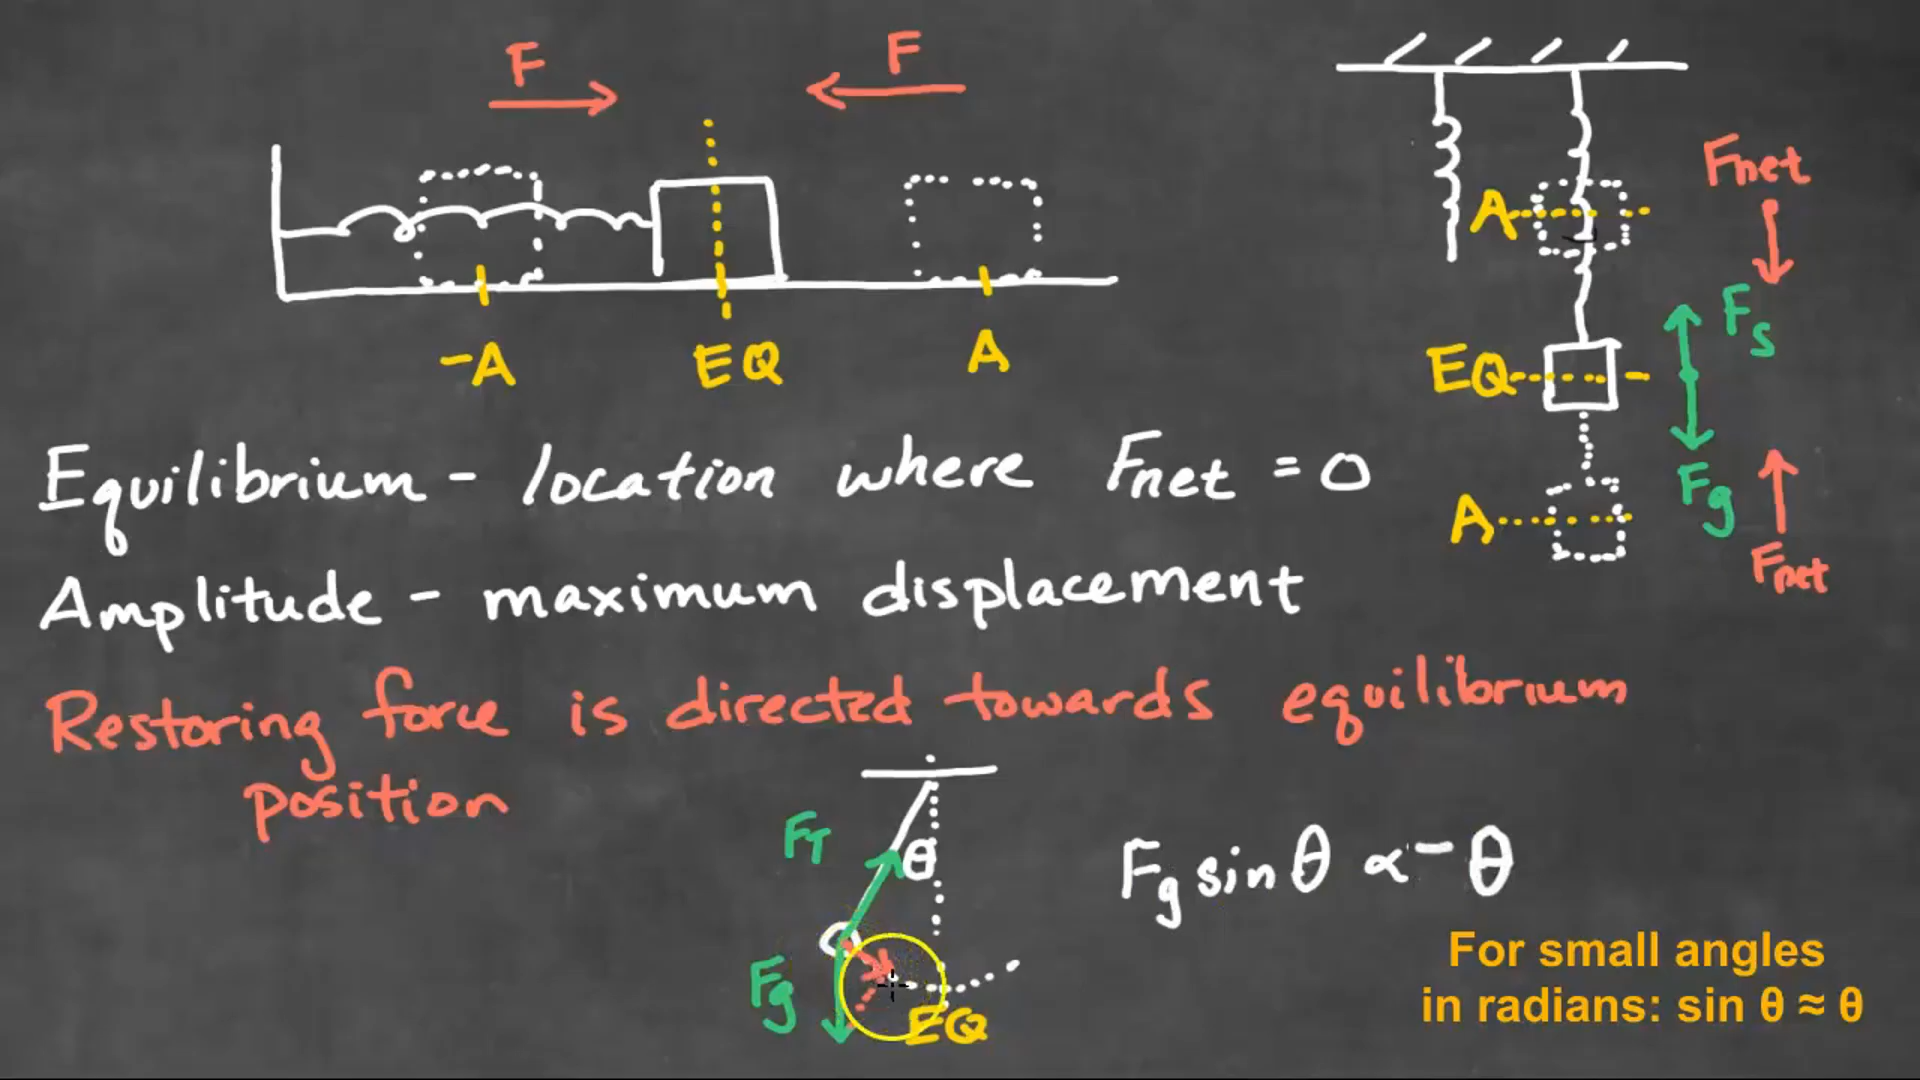 F
F
-A
EQ
A
A
EQ
A
Fnet
Fs
Fg
Fnet
Equilibrium - location where Fnet = 0
Amplitude - maximum displacement
Restoring force is directed towards equilibrium
position
FT
θ
Fg
EQ
Fg sin θ ∝ - θ
For small angles
in radians: sin θ ≈ θ